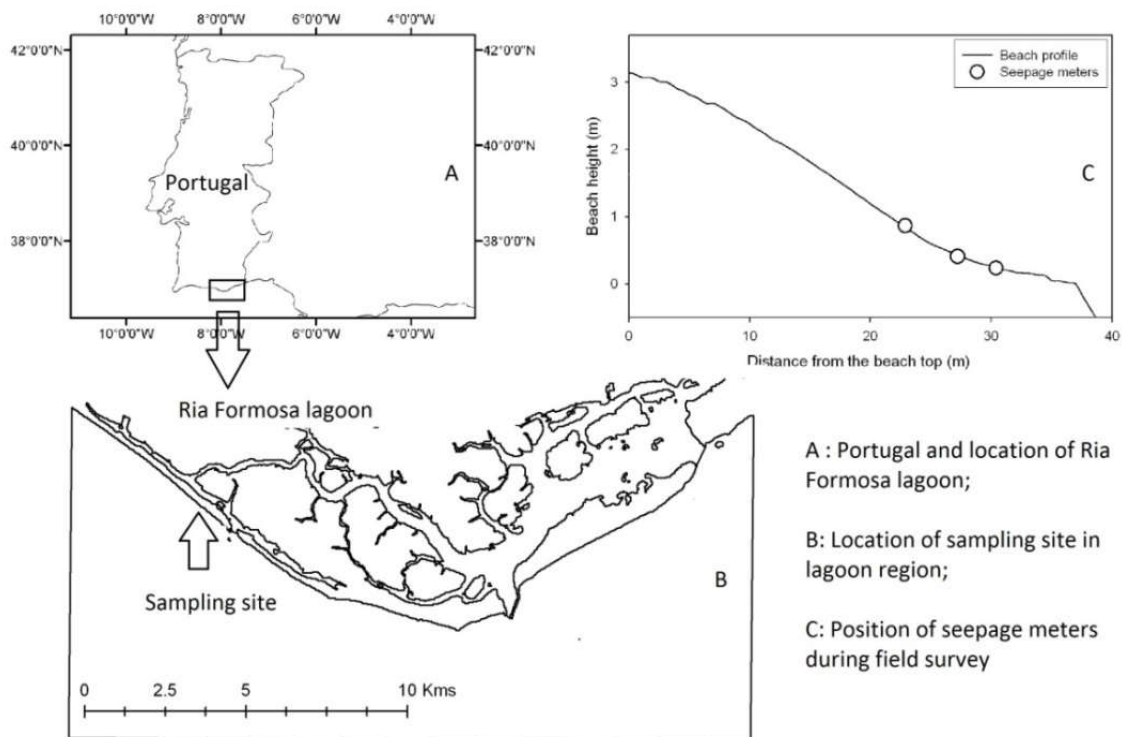 10°0'0"W 8°0'0"W 6°0'0"W 4°0'0"W
42°0'0"N
42°0'0"N
40°0'0"N
40°0'0"N
38°0'0"N
38°0'0"N
Portugal
A
10°0'0"W 8°0'0"W 6°0'0"W 4°0'0"W
Beach profile
Seepage meters
C
Beach height (m)
3
2
1
0
0 10 20 30 40
Distance from the beach top (m)
Ria Formosa lagoon
Sampling site
B
0 2.5 5 10 Kms
A : Portugal and location of Ria
Formosa lagoon;
B: Location of sampling site in
lagoon region;
C: Position of seepage meters
during field survey